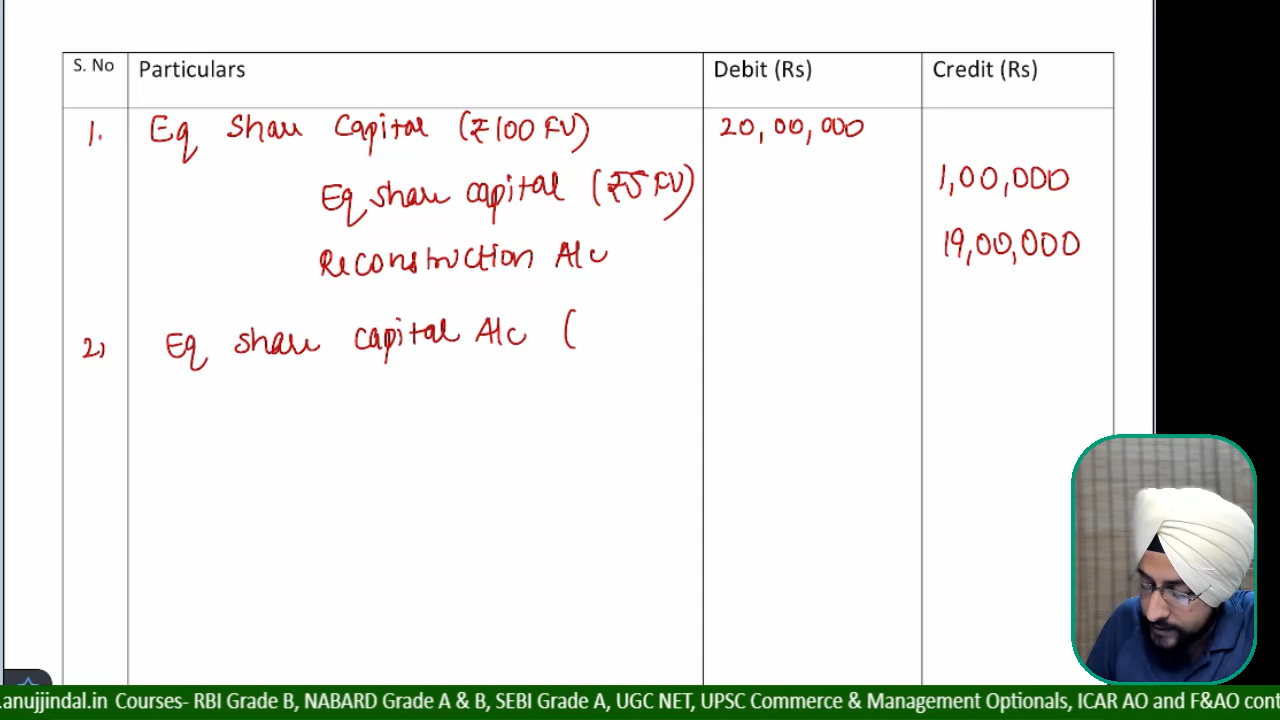 S. No Particulars Debit (Rs) Credit (Rs)
1. Eq Share Capital (₹100 FV) 20,00,000
Eq share capital (₹5 FV) 1,00,000
Reconstruction A/c 19,00,000
2) Eq share capital A/c (
.anujjindal.in Courses- RBI Grade B, NABARD Grade A & B, SEBI Grade A, UGC NET, UPSC Commerce & Management Optionals, ICAR AO and F&AO cont